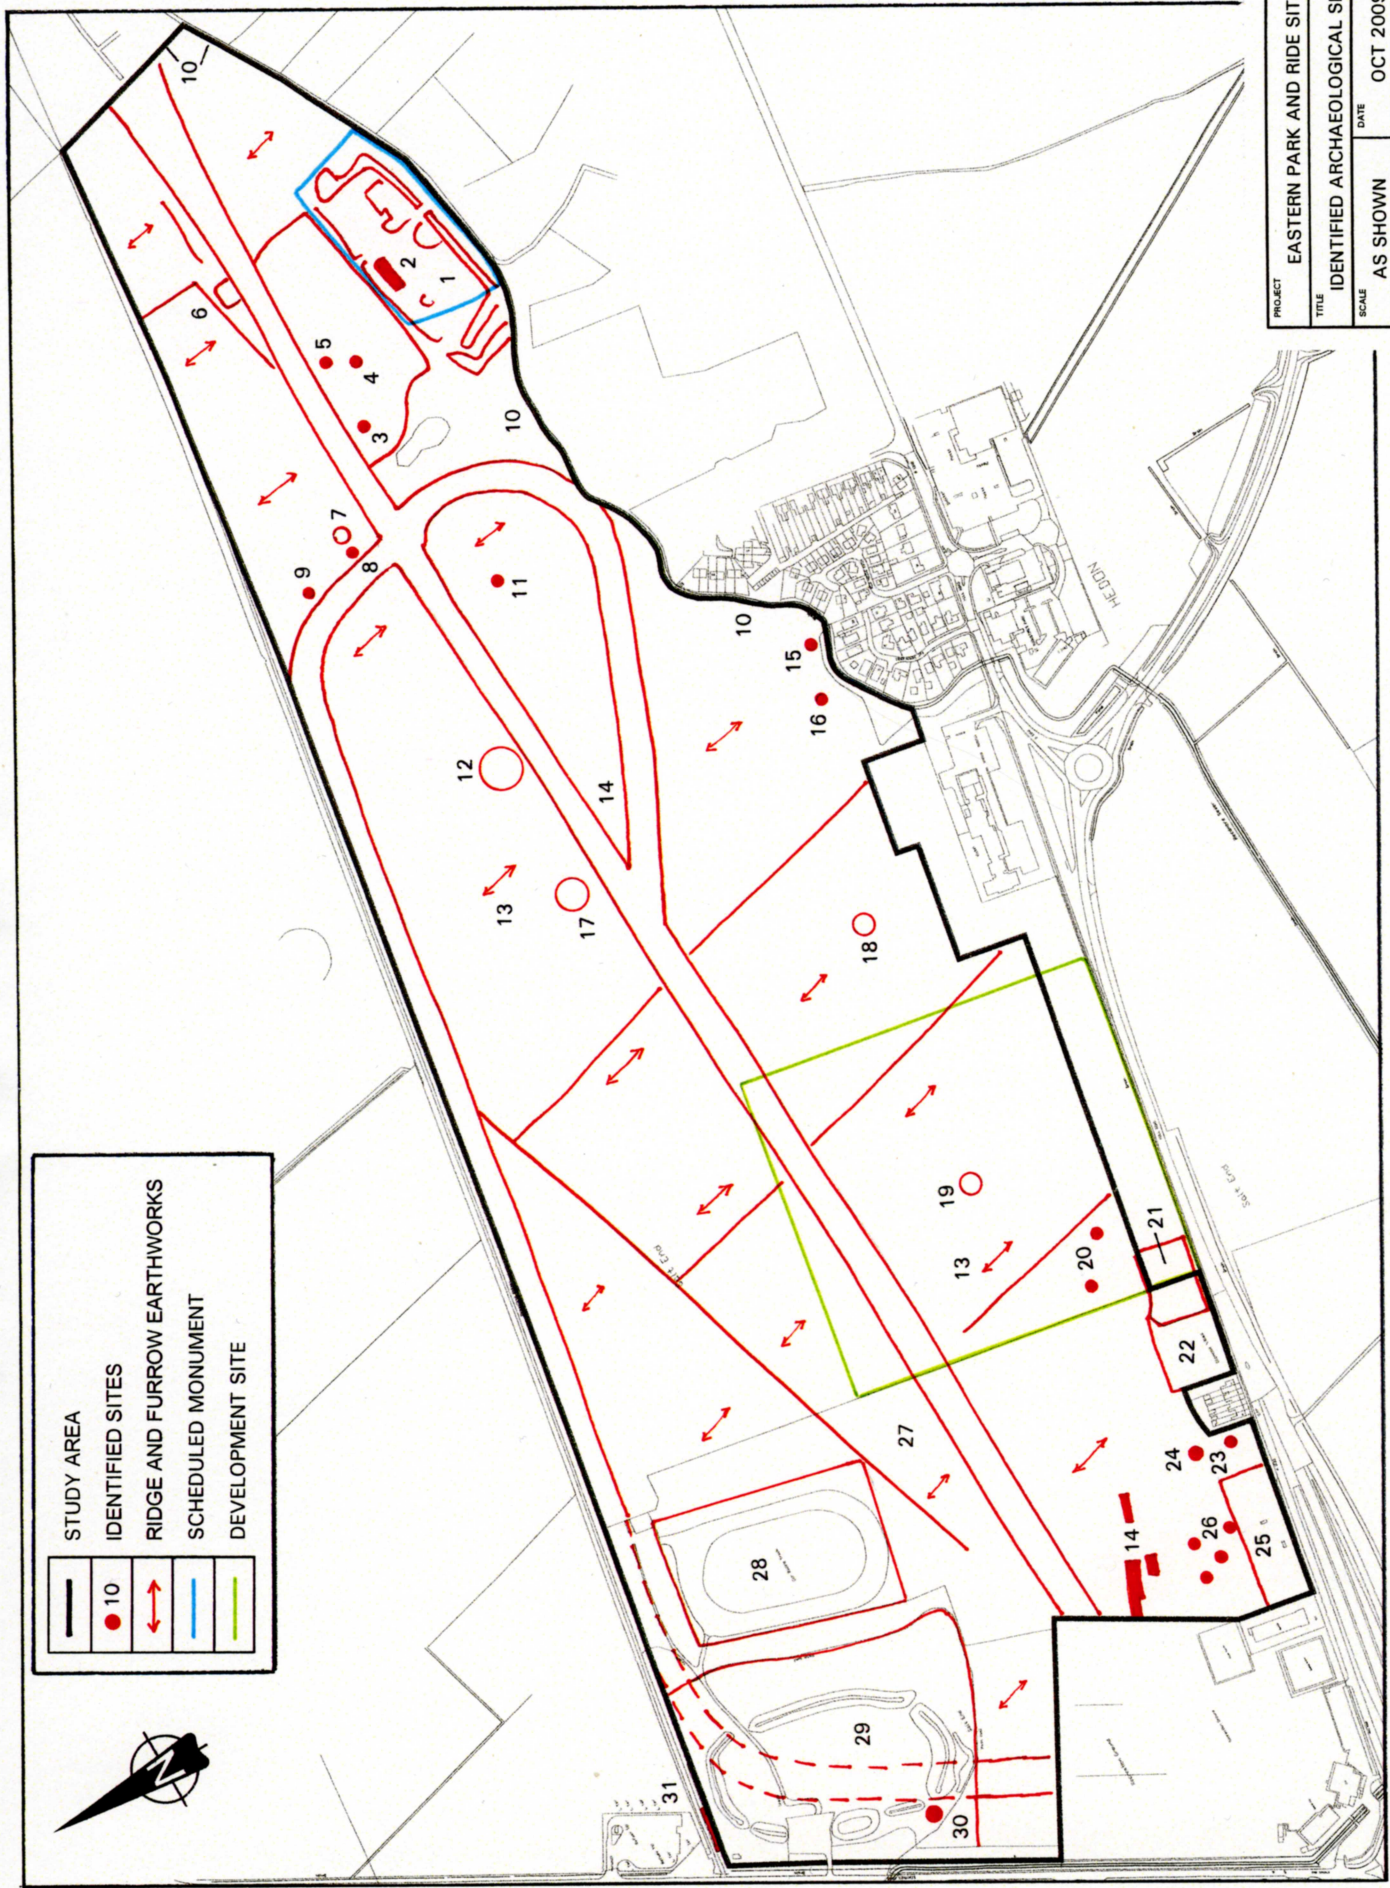 STUDY AREA
10 IDENTIFIED SITES
RIDGE AND FURROW EARTHWORKS
SCHEDULED MONUMENT
DEVELOPMENT SITE
N
PROJECT
EASTERN PARK AND RIDE SIT
TITLE
IDENTIFIED ARCHAEOLOGICAL SI
SCALE
AS SHOWN
DATE
OCT 2009
10
6
2
1
5
4
3
10
7
8
9
11
12
13
14
10
15
16
17
18
19
13
20
21
22
23
24
25
26
14
27
28
29
30
31
HEDON
Salt End
Salt End